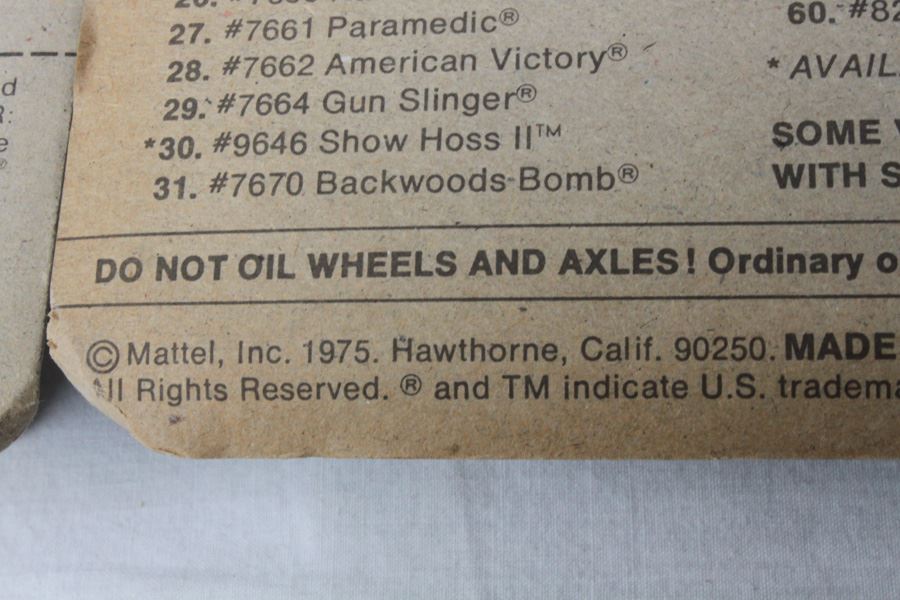 27. #7661 Paramedic®
28. #7662 American Victory®
29. #7664 Gun Slinger®
*30. #9646 Show Hoss II™
31. #7670 Backwoods Bomb®
60. #82
* AVAIL
SOME
WITH S
DO NOT OIL WHEELS AND AXLES! Ordinary o
© Mattel, Inc. 1975. Hawthorne, Calif. 90250. MADE
All Rights Reserved. ® and TM indicate U.S. tradema